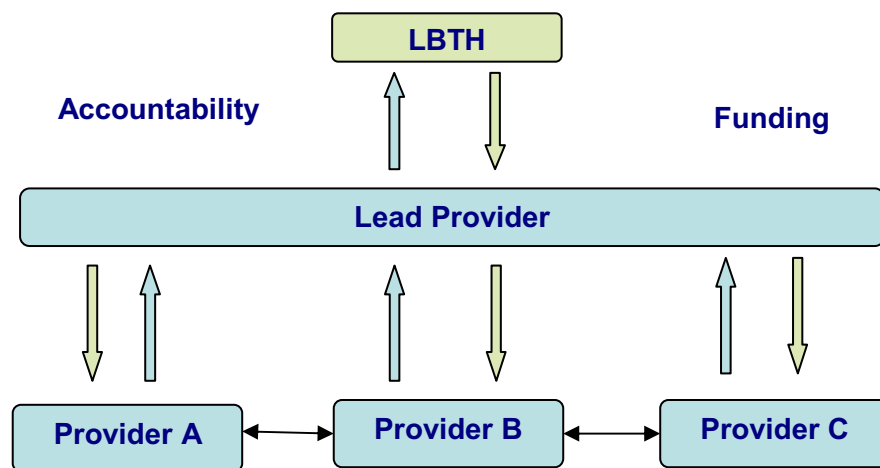 LBTH
Accountability
Funding
Lead Provider
Provider A
Provider B
Provider C